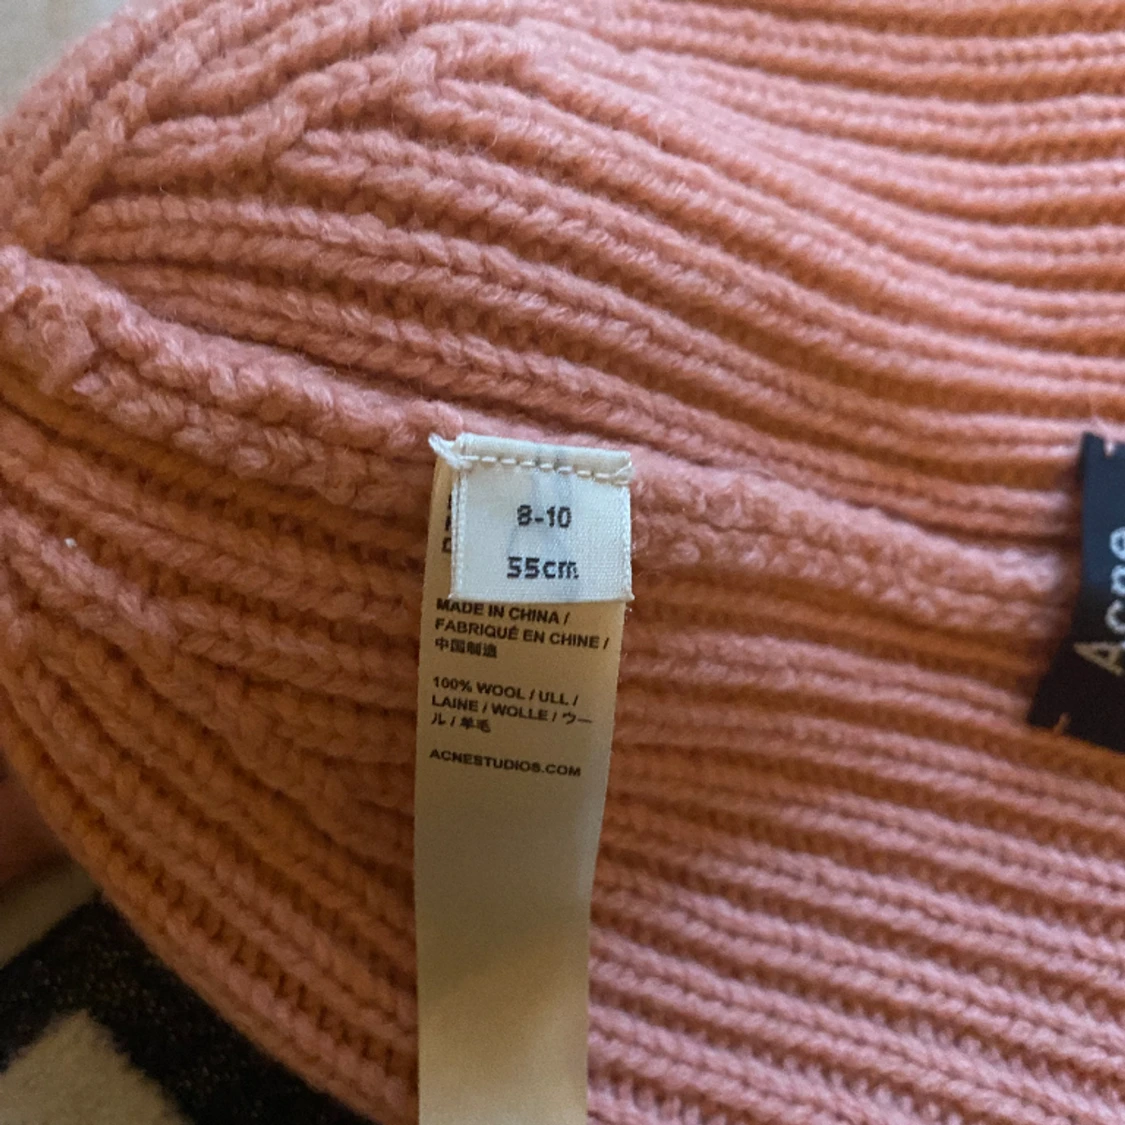 8-10
55cm
MADE IN CHINA /
FABRIQUÉ EN CHINE /
中国制造
100% WOOL / ULL /
LAINE / WOLLE / ウー
ル / 羊毛
ACNESTUDIOS.COM
Acne